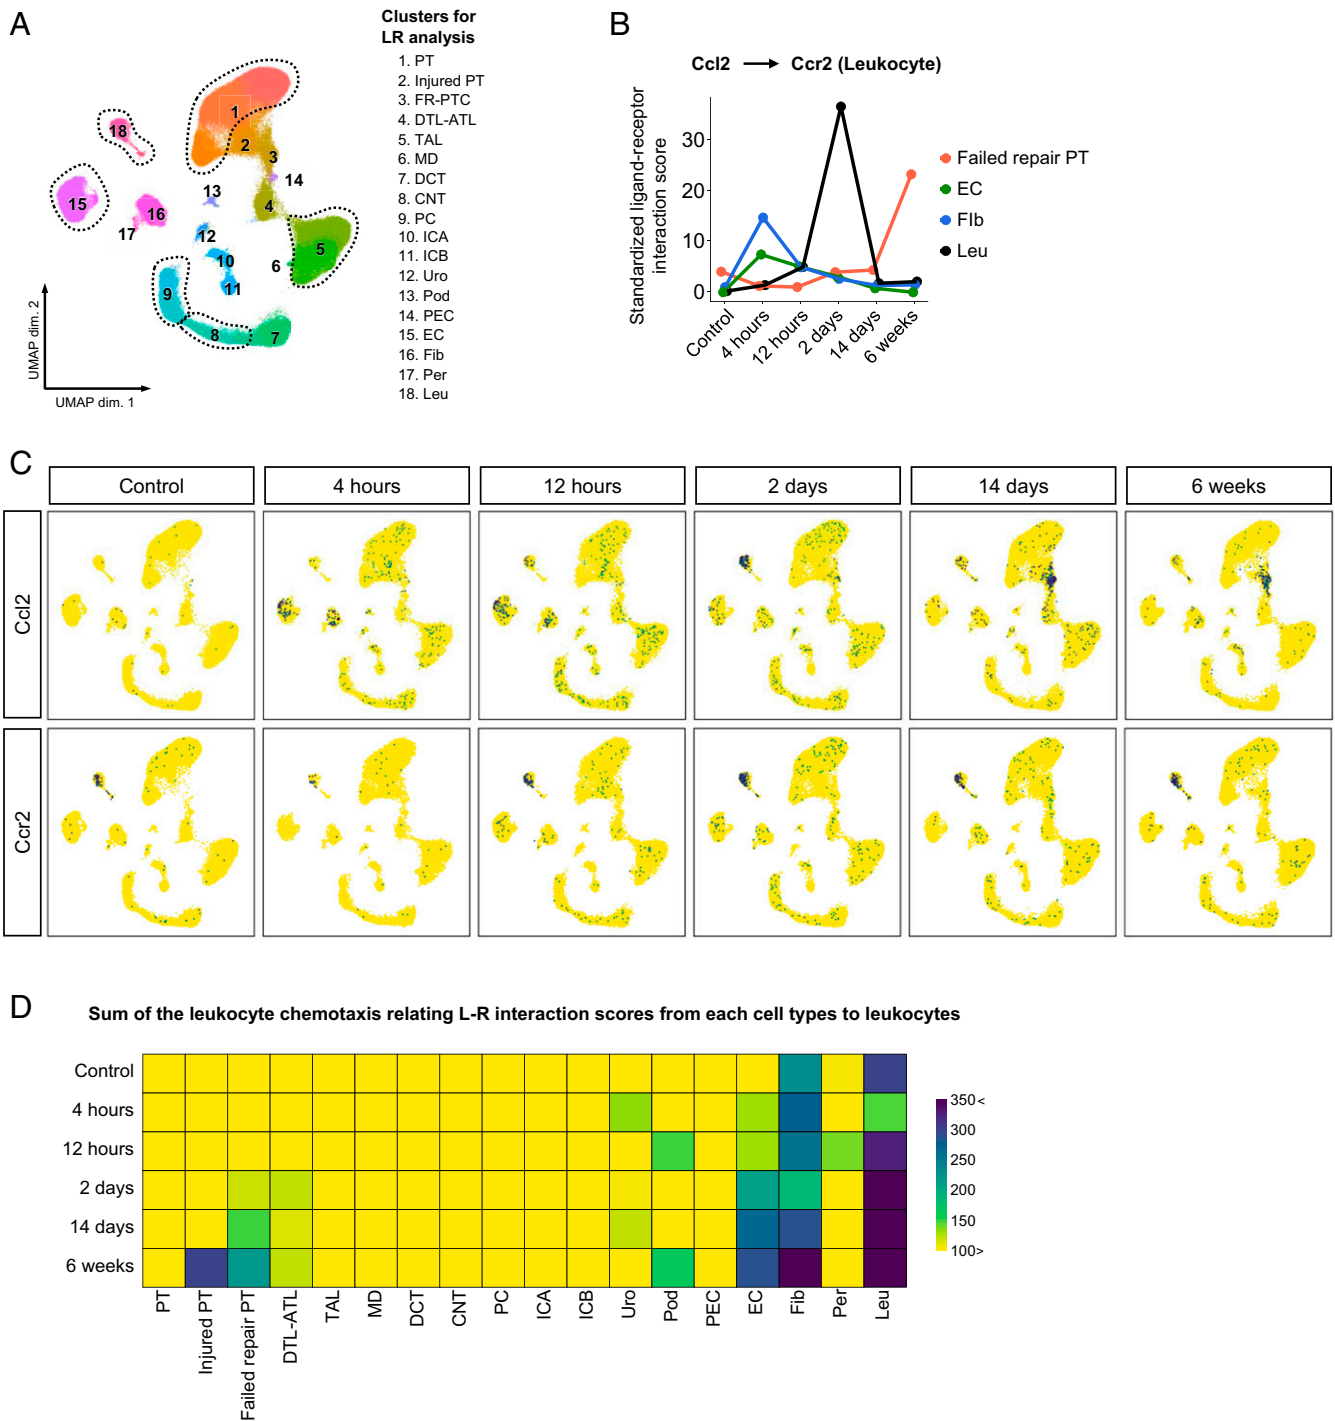 A
Clusters for
LR analysis
1. PT
2. Injured PT
3. FR-PTC
4. DTL-ATL
5. TAL
6. MD
7. DCT
8. CNT
9. PC
10. ICA
11. ICB
12. Uro
13. Pod
14. PEC
15. EC
16. Fib
17. Per
18. Leu
1
2
3
14
4
18
13
15
16
17
12
10
11
6
5
9
8
7
UMAP dim. 2
UMAP dim. 1
B
Ccl2 → Ccr2 (Leukocyte)
Standardized ligand-receptor
interaction score
30
20
10
0
Control
4 hours
12 hours
2 days
14 days
6 weeks
Failed repair PT
EC
FIb
Leu
C
Control
4 hours
12 hours
2 days
14 days
6 weeks
Ccl2
Ccr2
D
Sum of the leukocyte chemotaxis relating L-R interaction scores from each cell types to leukocytes
Control
4 hours
12 hours
2 days
14 days
6 weeks
PT
Injured PT
Failed repair PT
DTL-ATL
TAL
MD
DCT
CNT
PC
ICA
ICB
Uro
Pod
PEC
EC
Fib
Per
Leu
350<
300
250
200
150
100>